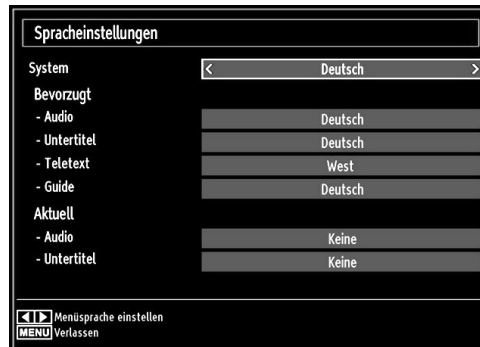 Spracheinstellungen
System < Deutsch >
Bevorzugt
- Audio Deutsch
- Untertitel Deutsch
- Teletext West
- Guide Deutsch
Aktuell
- Audio Keine
- Untertitel Keine
Menüsprache einstellen
MENU Verlassen